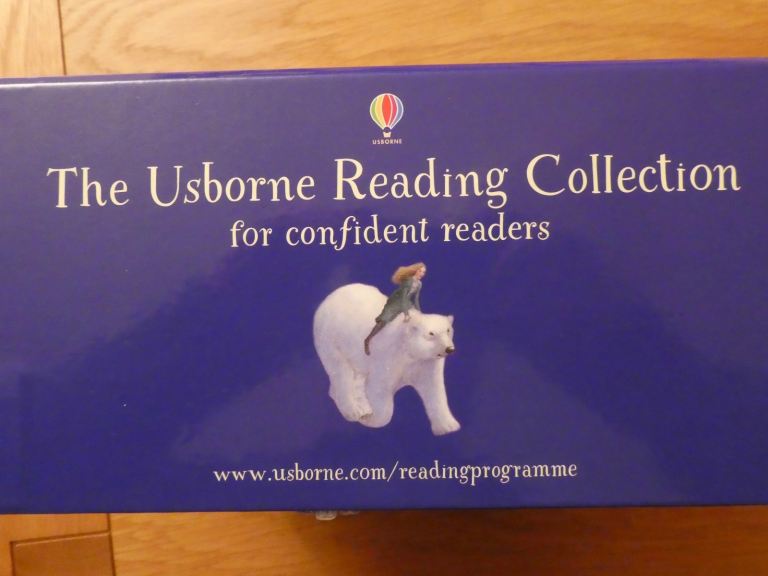 USBORNE
The Usborne Reading Collection
for confident readers
www.usborne.com/readingprogramme